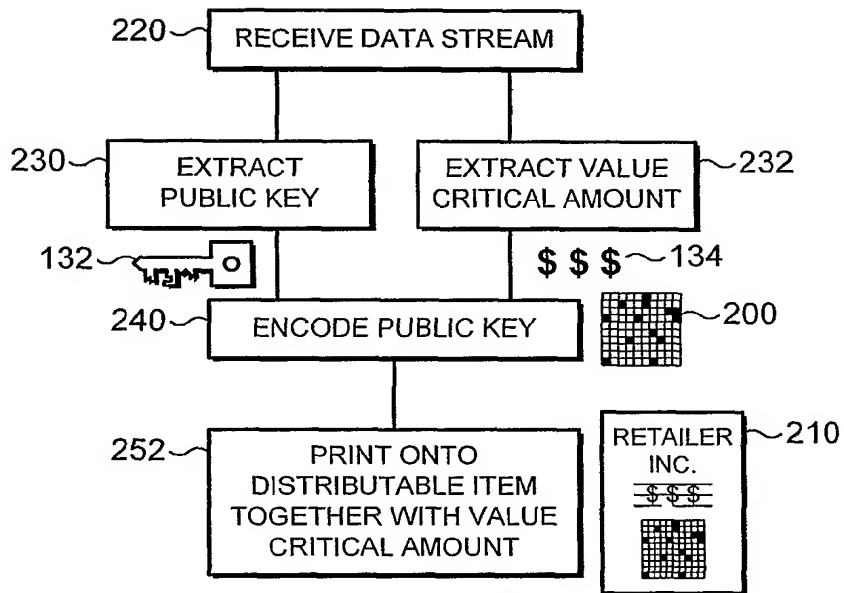 220 RECEIVE DATA STREAM
230 EXTRACT PUBLIC KEY
EXTRACT VALUE CRITICAL AMOUNT 232
132
$ $ $ 134
240 ENCODE PUBLIC KEY
200
252 PRINT ONTO
DISTRIBUTABLE ITEM
TOGETHER WITH VALUE
CRITICAL AMOUNT
RETAILER 210
INC.
$ $ $